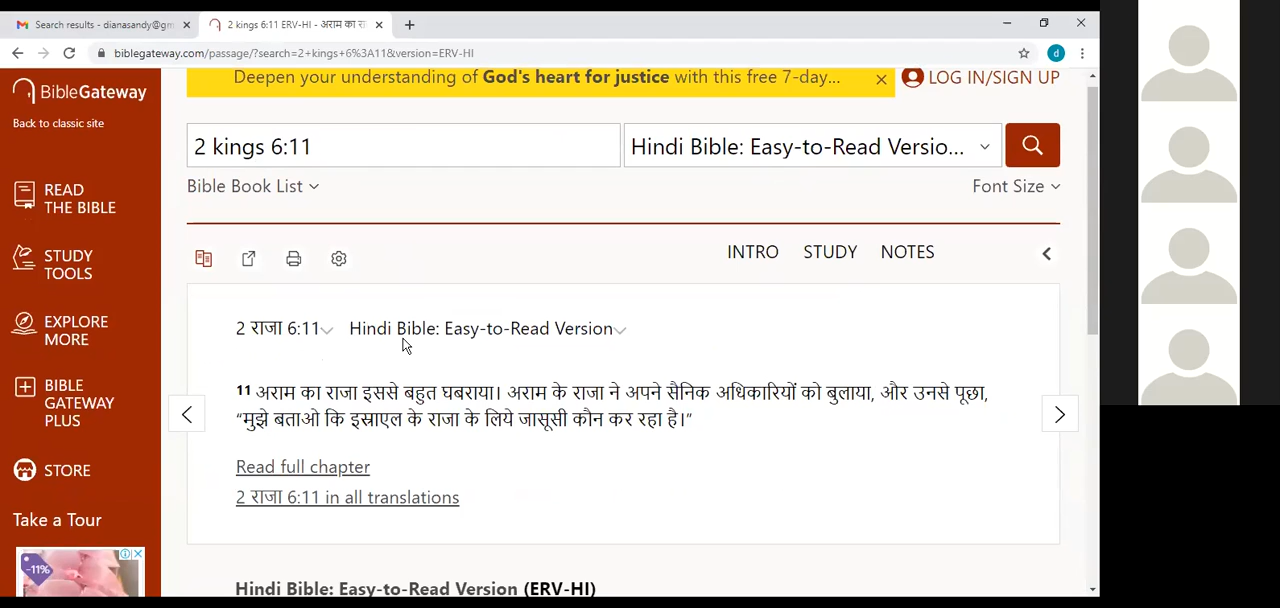 Search results - dianasandy@gm
2 kings 6:11 ERV-HI - अराम का रा
biblegateway.com/passage/?search=2+kings+6%3A11&version=ERV-HI
d
BibleGateway
Back to classic site
Deepen your understanding of God's heart for justice with this free 7-day...
LOG IN/SIGN UP
2 kings 6:11
Hindi Bible: Easy-to-Read Versio...
Bible Book List
Font Size
READ
THE BIBLE
STUDY
TOOLS
EXPLORE
MORE
BIBLE
GATEWAY
PLUS
STORE
Take a Tour
-11%
INTRO STUDY NOTES
2 राजा 6:11 Hindi Bible: Easy-to-Read Version
11 अराम का राजा इससे बहुत घबराया। अराम के राजा ने अपने सैनिक अधिकारियों को बुलाया, और उनसे पूछा,
“मुझे बताओ कि इस्राएल के राजा के लिये जासूसी कौन कर रहा है।”
Read full chapter
2 राजा 6:11 in all translations
Hindi Bible: Easy-to-Read Version (ERV-HI)